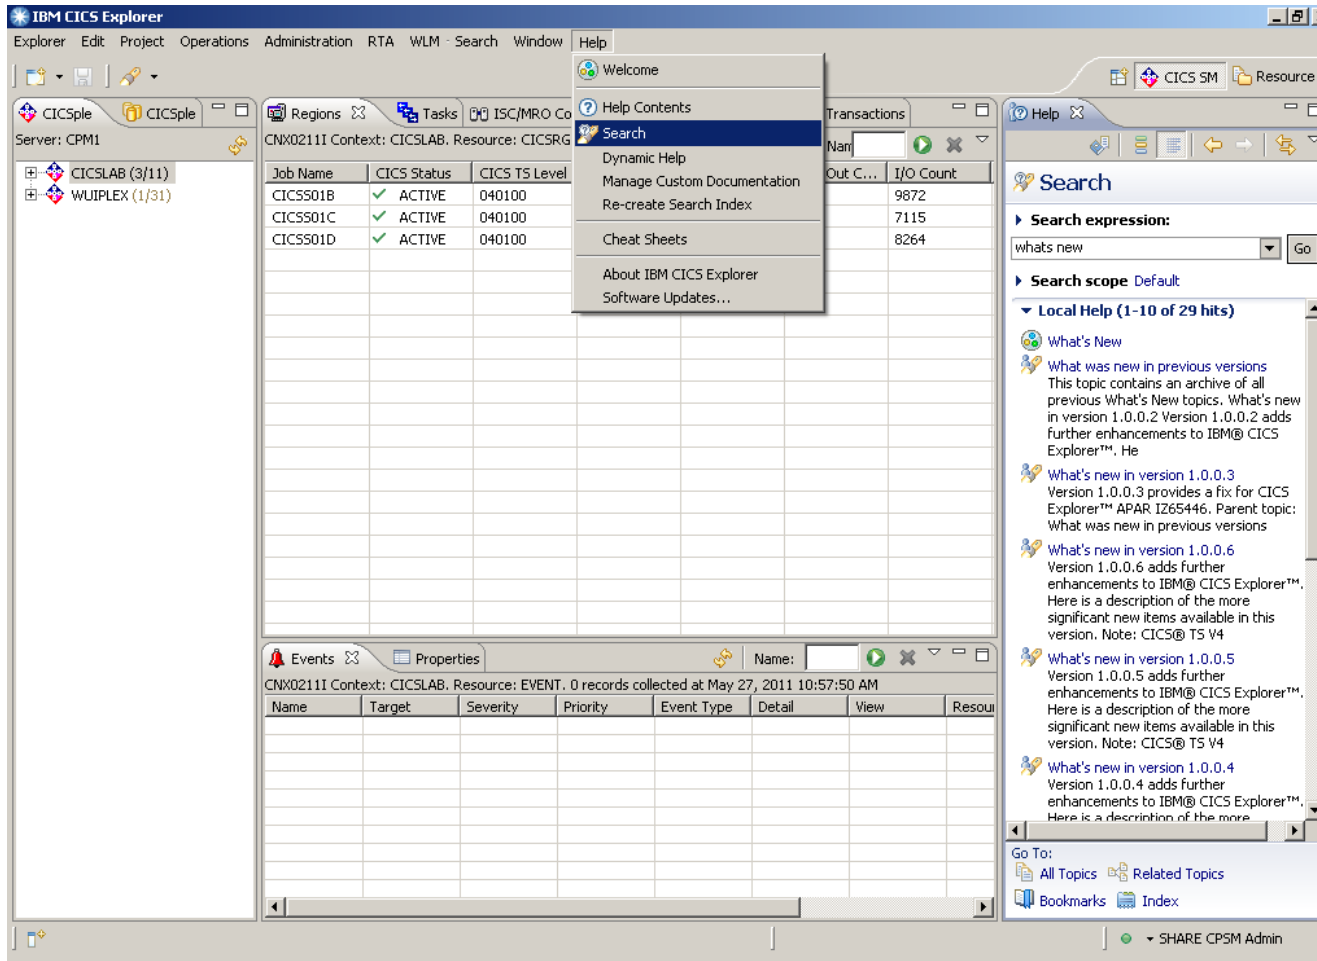 IBM CICS Explorer
Explorer Edit Project Operations Administration RTA WLM Search Window Help
CICS SM Resource
CICSple CICSple
Server: CPM1
CICSLAB (3/11)
WUIPLEX (1/31)
Regions Tasks ISC/MRO Co Transactions
CNX0211I Context: CICSLAB. Resource: CICSRG Nam
Job Name CICS Status CICS TS Level Out C... I/O Count
CICSS01B ACTIVE 040100 9872
CICSS01C ACTIVE 040100 7115
CICSS01D ACTIVE 040100 8264
Welcome
Help Contents
Search
Dynamic Help
Manage Custom Documentation
Re-create Search Index
Cheat Sheets
About IBM CICS Explorer
Software Updates...
Events Properties Name:
CNX0211I Context: CICSLAB. Resource: EVENT. 0 records collected at May 27, 2011 10:57:50 AM
Name Target Severity Priority Event Type Detail View Resour
Help
Search
Search expression:
whats new Go
Search scope Default
Local Help (1-10 of 29 hits)
What's New
What was new in previous versions
This topic contains an archive of all
previous What's New topics. What's new
in version 1.0.0.2 Version 1.0.0.2 adds
further enhancements to IBM® CICS
Explorer™. He
What's new in version 1.0.0.3
Version 1.0.0.3 provides a fix for CICS
Explorer™ APAR IZ65446. Parent topic:
What was new in previous versions
What's new in version 1.0.0.6
Version 1.0.0.6 adds further
enhancements to IBM® CICS Explorer™.
Here is a description of the more
significant new items available in this
version. Note: CICS® TS V4
What's new in version 1.0.0.5
Version 1.0.0.5 adds further
enhancements to IBM® CICS Explorer™.
Here is a description of the more
significant new items available in this
version. Note: CICS® TS V4
What's new in version 1.0.0.4
Version 1.0.0.4 adds further
enhancements to IBM® CICS Explorer™.
Here is a description of the more
Go To:
All Topics Related Topics
Bookmarks Index
SHARE CPSM Admin